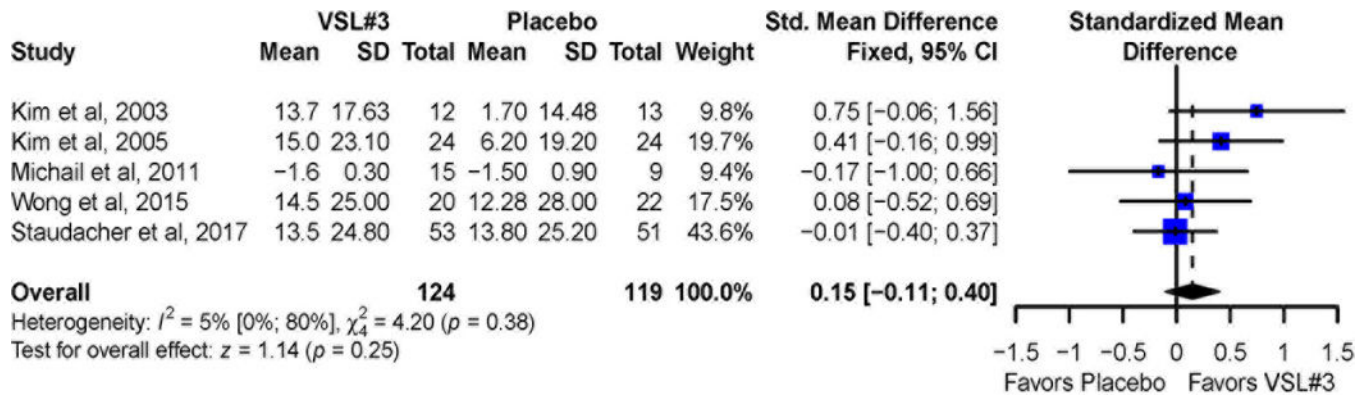 VSL#3 Placebo Std. Mean Difference Standardized Mean
Study Mean SD Total Mean SD Total Weight Fixed, 95% CI Difference
Kim et al, 2003 13.7 17.63 12 1.70 14.48 13 9.8% 0.75 [−0.06; 1.56]
Kim et al, 2005 15.0 23.10 24 6.20 19.20 24 19.7% 0.41 [−0.16; 0.99]
Michail et al, 2011 −1.6 0.30 15 −1.50 0.90 9 9.4% −0.17 [−1.00; 0.66]
Wong et al, 2015 14.5 25.00 20 12.28 28.00 22 17.5% 0.08 [−0.52; 0.69]
Staudacher et al, 2017 13.5 24.80 53 13.80 25.20 51 43.6% −0.01 [−0.40; 0.37]
Overall 124 119 100.0% 0.15 [−0.11; 0.40]
Heterogeneity: I² = 5% [0%; 80%], χ²₄ = 4.20 (p = 0.38)
Test for overall effect: z = 1.14 (p = 0.25)
−1.5 −1 −0.5 0 0.5 1 1.5
Favors Placebo Favors VSL#3